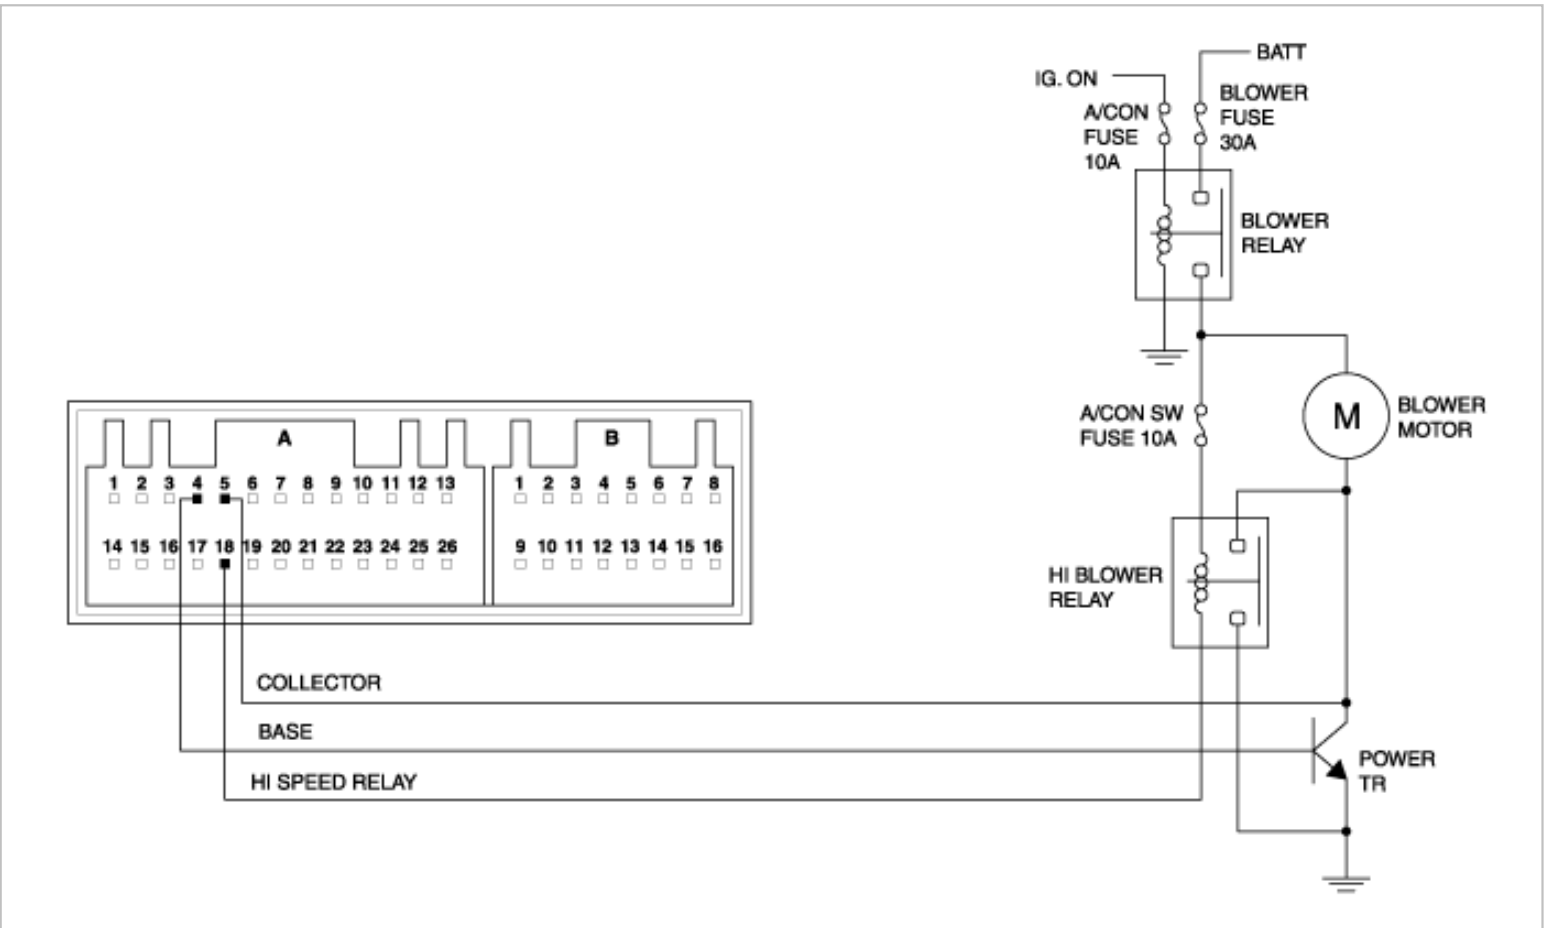 BATT
IG. ON
BLOWER
FUSE
30A
A/CON
FUSE
10A
BLOWER
RELAY
A/CON SW
FUSE 10A
M
BLOWER
MOTOR
A
B
1 2 3 4 5 6 7 8 9 10 11 12 13
1 2 3 4 5 6 7 8
14 15 16 17 18 19 20 21 22 23 24 25 26
9 10 11 12 13 14 15 16
HI BLOWER
RELAY
COLLECTOR
BASE
HI SPEED RELAY
POWER
TR